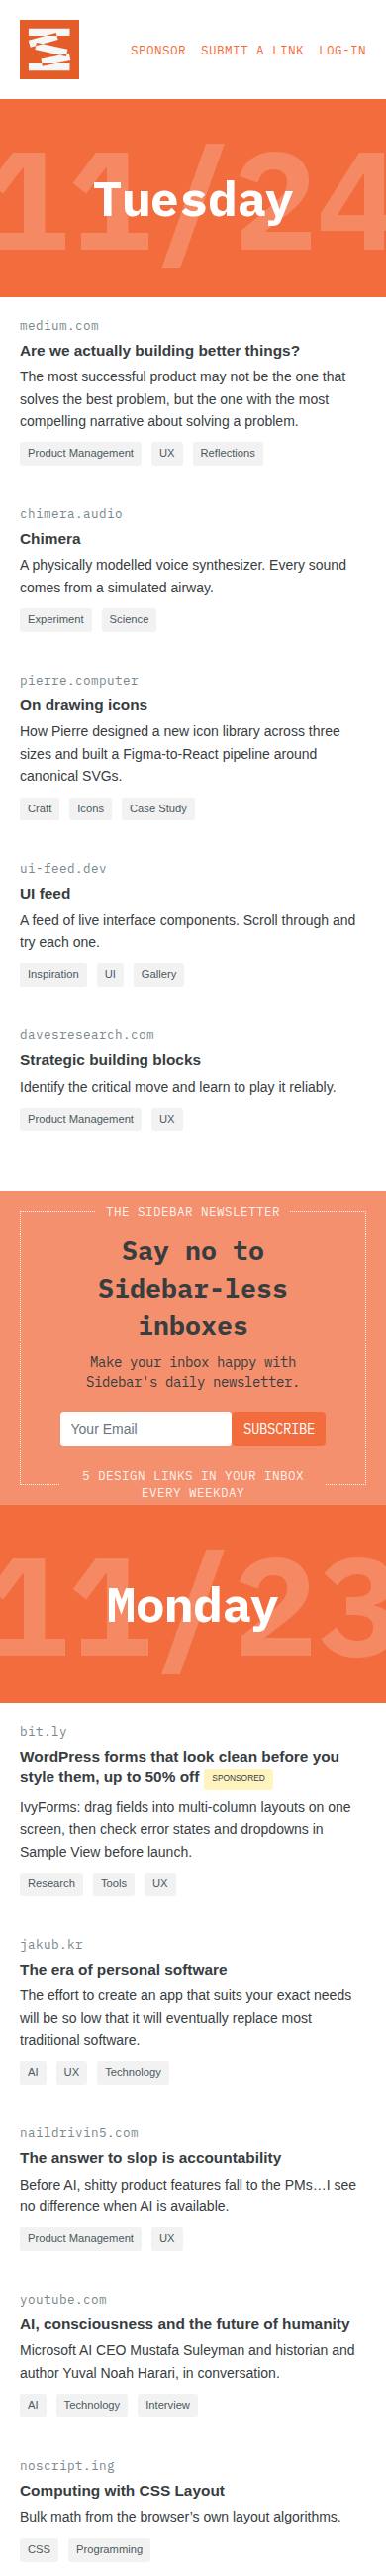 SPONSOR SUBMIT A LINK LOG-IN
11/24
Tuesday
medium.com
Are we actually building better things?
The most successful product may not be the one that
solves the best problem, but the one with the most
compelling narrative about solving a problem.
Product Management UX Reflections
chimera.audio
Chimera
A physically modelled voice synthesizer. Every sound
comes from a simulated airway.
Experiment Science
pierre.computer
On drawing icons
How Pierre designed a new icon library across three
sizes and built a Figma-to-React pipeline around
canonical SVGs.
Craft Icons Case Study
ui-feed.dev
UI feed
A feed of live interface components. Scroll through and
try each one.
Inspiration UI Gallery
davesresearch.com
Strategic building blocks
Identify the critical move and learn to play it reliably.
Product Management UX
THE SIDEBAR NEWSLETTER
Say no to
Sidebar-less
inboxes
Make your inbox happy with
Sidebar's daily newsletter.
Your Email SUBSCRIBE
5 DESIGN LINKS IN YOUR INBOX
EVERY WEEKDAY
11/23
Monday
bit.ly
WordPress forms that look clean before you
style them, up to 50% off SPONSORED
IvyForms: drag fields into multi-column layouts on one
screen, then check error states and dropdowns in
Sample View before launch.
Research Tools UX
jakub.kr
The era of personal software
The effort to create an app that suits your exact needs
will be so low that it will eventually replace most
traditional software.
AI UX Technology
naildrivin5.com
The answer to slop is accountability
Before AI, shitty product features fall to the PMs…I see
no difference when AI is available.
Product Management UX
youtube.com
AI, consciousness and the future of humanity
Microsoft AI CEO Mustafa Suleyman and historian and
author Yuval Noah Harari, in conversation.
AI Technology Interview
noscript.ing
Computing with CSS Layout
Bulk math from the browser’s own layout algorithms.
CSS Programming